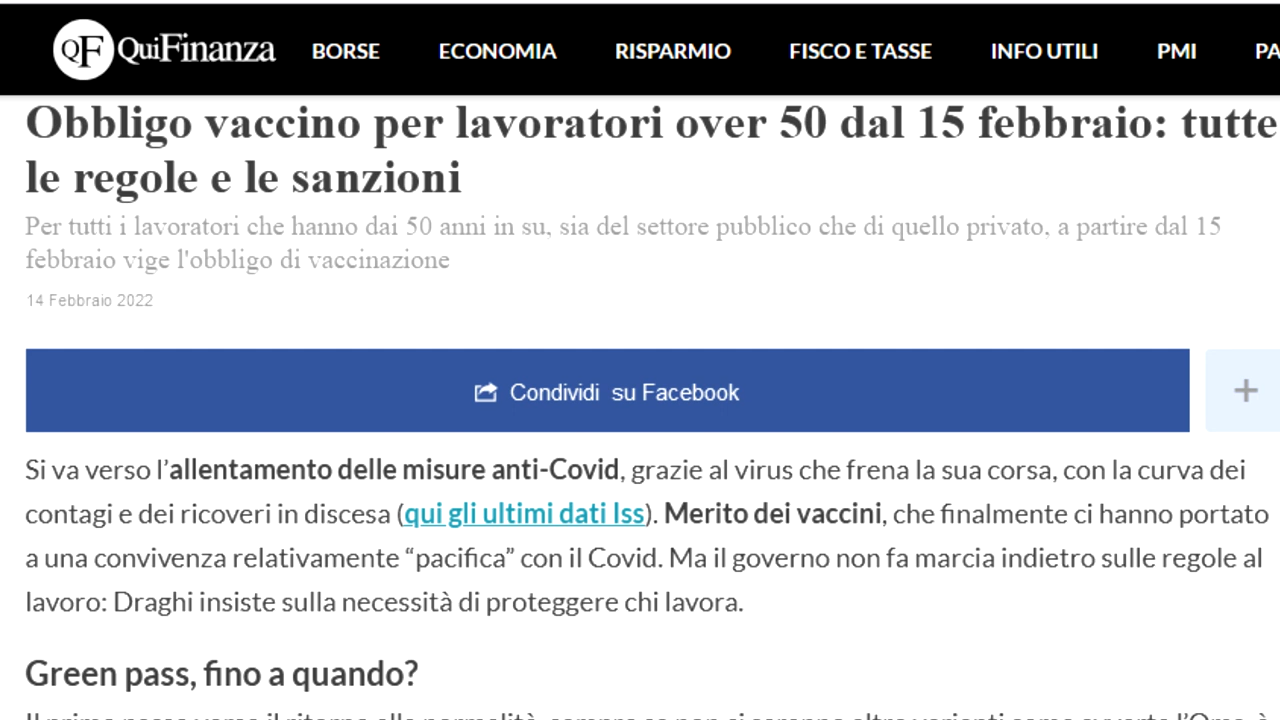 QF QuiFinanza BORSE ECONOMIA RISPARMIO FISCO E TASSE INFO UTILI PMI PA
Obbligo vaccino per lavoratori over 50 dal 15 febbraio: tutte
le regole e le sanzioni
Per tutti i lavoratori che hanno dai 50 anni in su, sia del settore pubblico che di quello privato, a partire dal 15
febbraio vige l'obbligo di vaccinazione
14 Febbraio 2022
Condividi su Facebook +
Si va verso l’allentamento delle misure anti-Covid, grazie al virus che frena la sua corsa, con la curva dei
contagi e dei ricoveri in discesa (qui gli ultimi dati Iss). Merito dei vaccini, che finalmente ci hanno portato
a una convivenza relativamente “pacifica” con il Covid. Ma il governo non fa marcia indietro sulle regole al
lavoro: Draghi insiste sulla necessità di proteggere chi lavora.
Green pass, fino a quando?